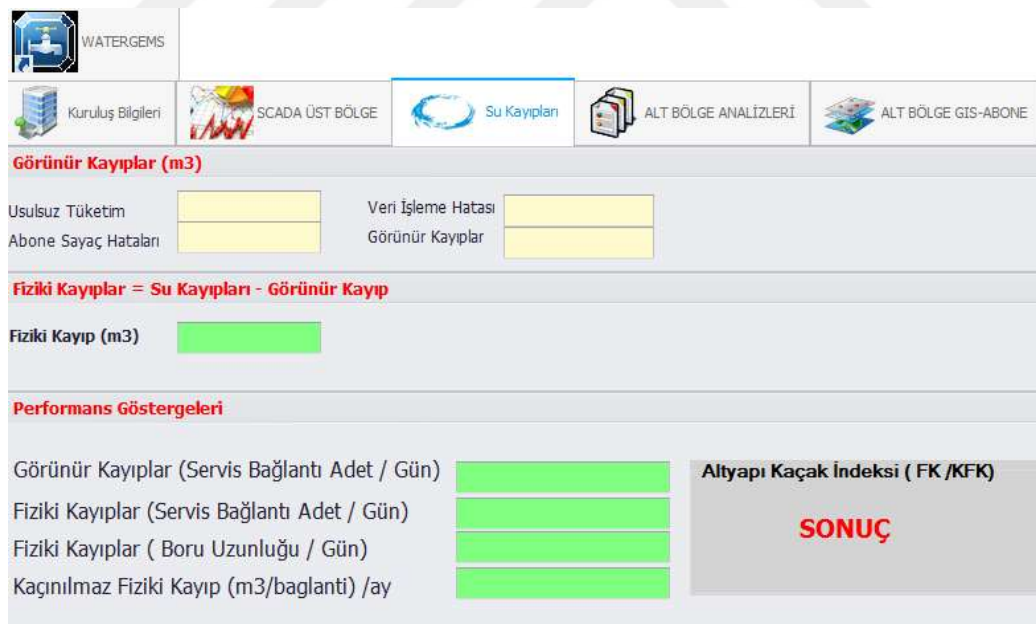 WATERGEMS
Kuruluş Bilgileri SCADA ÜST BÖLGE Su Kayıpları ALT BÖLGE ANALİZLERİ ALT BÖLGE GIS-ABONE
Görünür Kayıplar (m3)
Usulsuz Tüketim Veri İşleme Hatası
Abone Sayaç Hataları Görünür Kayıplar
Fiziki Kayıplar = Su Kayıpları - Görünür Kayıp
Fiziki Kayıp (m3)
Performans Göstergeleri
Görünür Kayıplar (Servis Bağlantı Adet / Gün) Altyapı Kaçak İndeksi ( FK /KFK)
Fiziki Kayıplar (Servis Bağlantı Adet / Gün)
SONUÇ
Fiziki Kayıplar ( Boru Uzunluğu / Gün)
Kaçınılmaz Fiziki Kayıp (m3/baglanti) /ay